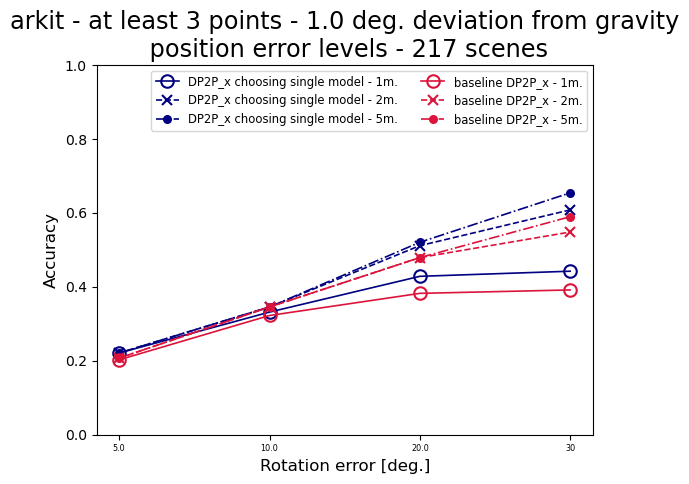 arkit - at least 3 points - 1.0 deg. deviation from gravity
position error levels - 217 scenes
DP2P_x choosing single model - 1m.
DP2P_x choosing single model - 2m.
DP2P_x choosing single model - 5m.
baseline DP2P_x - 1m.
baseline DP2P_x - 2m.
baseline DP2P_x - 5m.
1.0
0.8
0.6
0.4
0.2
0.0
Accuracy
5.0
10.0
20.0
30
Rotation error [deg.]